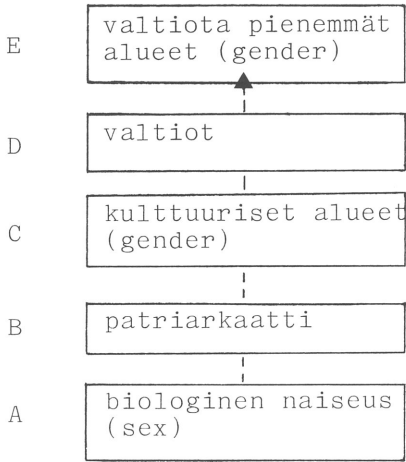 E
valtiota pienemmät
alueet (gender)
D
valtiot
C
kulttuuriset alueet
(gender)
B
patriarkaatti
A
biologinen naiseus
(sex)